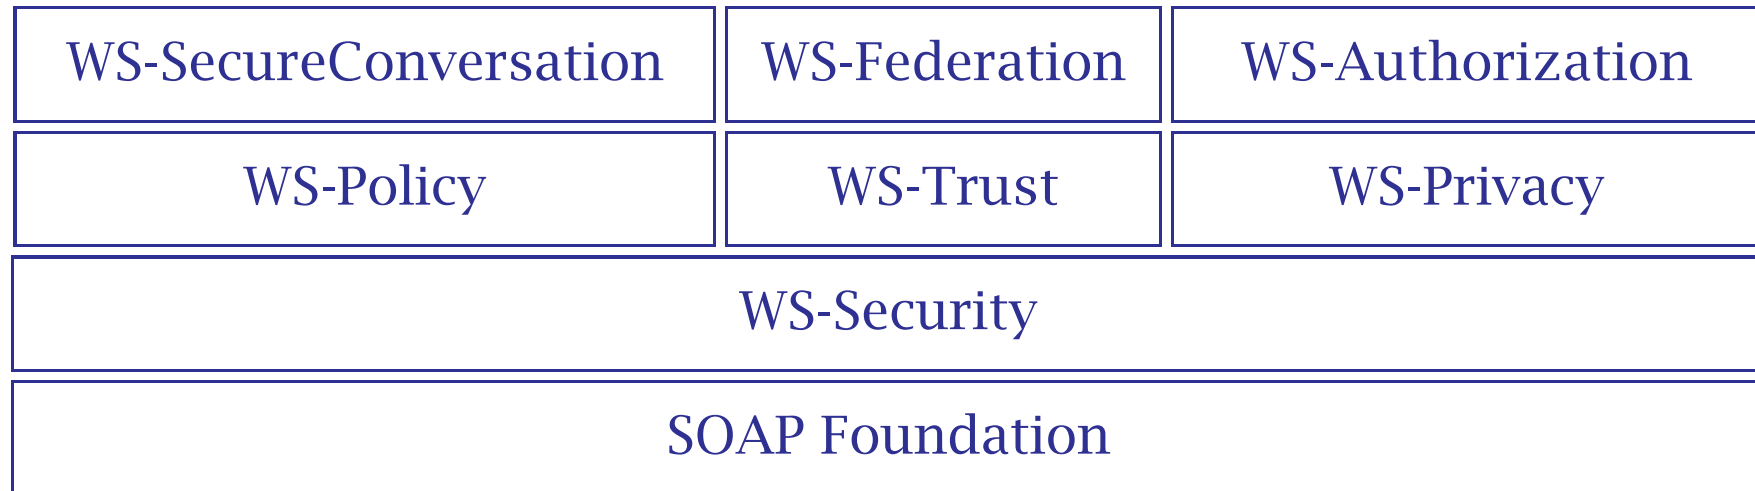 WS-SecureConversation WS-Federation WS-Authorization
WS-Policy WS-Trust WS-Privacy
WS-Security
SOAP Foundation